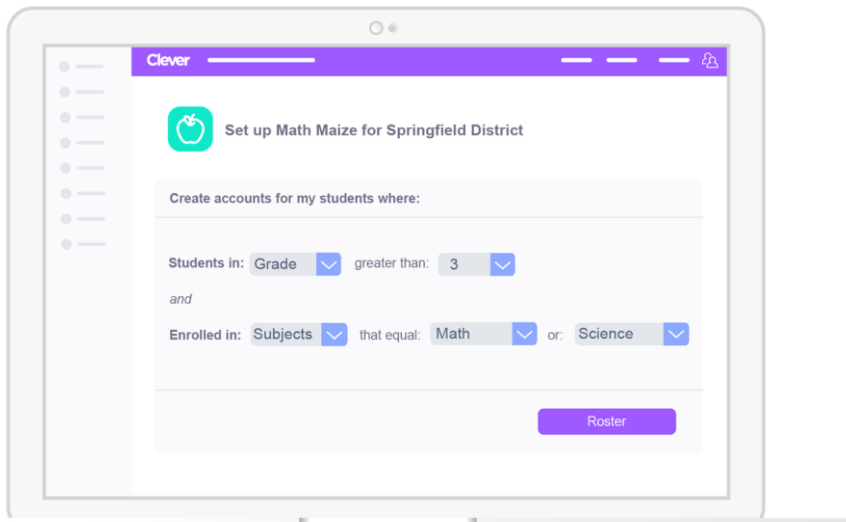 Clever
Set up Math Maize for Springfield District
Create accounts for my students where:
Students in: Grade greater than: 3
and
Enrolled in: Subjects that equal: Math or: Science
Roster